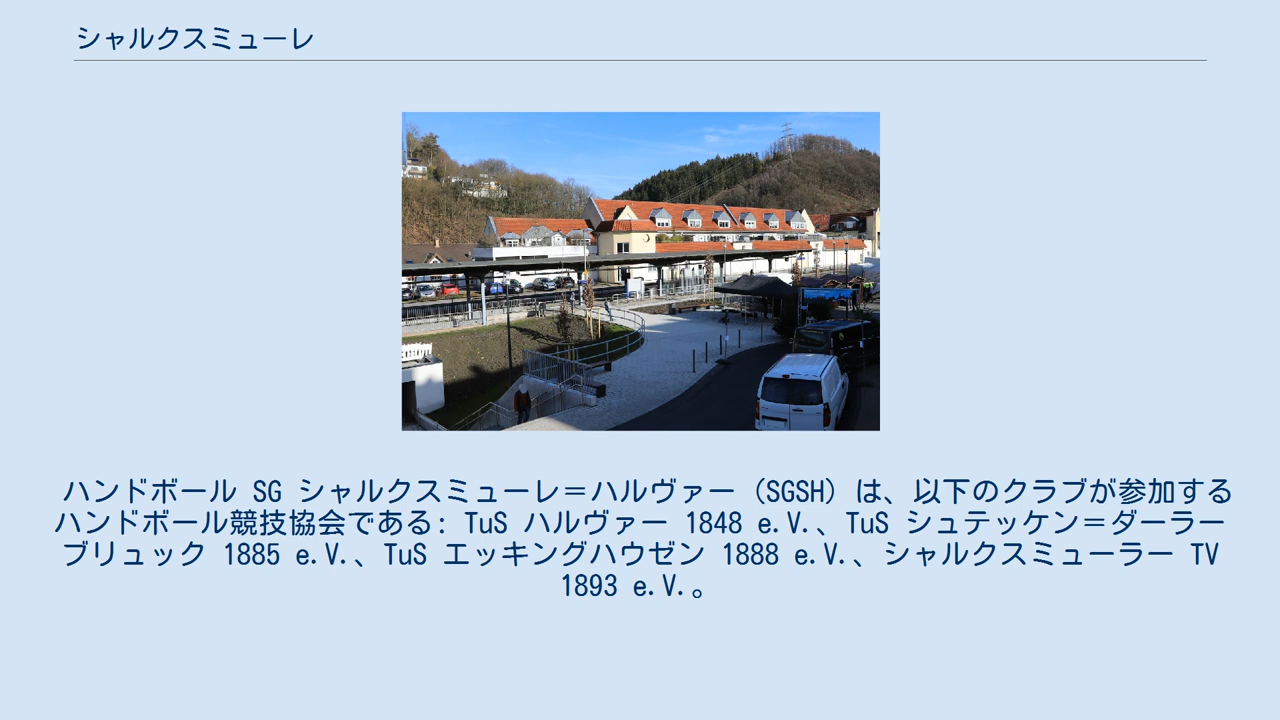 シャルクスミューレ
ハンドボール SG シャルクスミューレ＝ハルヴァー (SGSH) は、以下のクラブが参加する
ハンドボール競技協会である: TuS ハルヴァー 1848 e.V.、TuS シュテッケン＝ダーラー
ブリュック 1885 e.V.、TuS エッキングハウゼン 1888 e.V.、シャルクスミューラー TV
1893 e.V.。